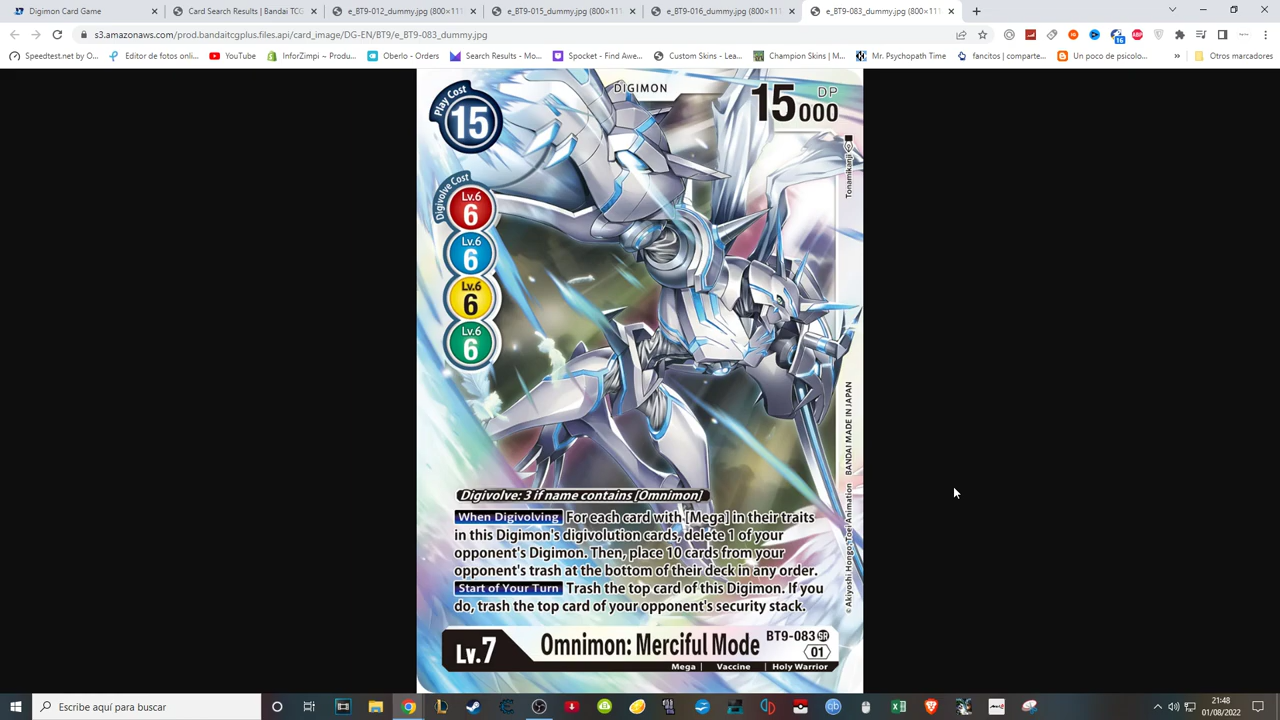 Digimon Card Game
Card Search Results | Bandai TCG
e_BT9-012_dummy.jpg (800×111
e_BT9-015_dummy.jpg (800×111
e_BT9-016_dummy.jpg (800×111
e_BT9-083_dummy.jpg (800×111
s3.amazonaws.com/prod.bandaitcgplus.files.api/card_image/DG-EN/BT9/e_BT9-083_dummy.jpg
16
ABP
Speedtest.net by O...
Editor de fotos onli...
YouTube
InforZimpi – Produ...
Oberlo - Orders
Search Results - Mo...
Spocket - Find Awe...
Custom Skins - Lea...
Champion Skins | M...
Mr. Psychopath Time
fancitos | comparte...
Un poco de psicolo...
»
Otros marcadores
Play Cost
15
DIGIMON
DP
15000
Digivolve Cost
Lv.6
6
Lv.6
6
Lv.6
6
Lv.6
6
Tonamikanji
© Akiyoshi Hongo, Toei Animation BANDAI MADE IN JAPAN
Digivolve: 3 if name contains [Omnimon]
When Digivolving For each card with [Mega] in their traits
in this Digimon's digivolution cards, delete 1 of your
opponent's Digimon. Then, place 10 cards from your
opponent's trash at the bottom of their deck in any order.
Start of Your Turn Trash the top card of this Digimon. If you
do, trash the top card of your opponent's security stack.
Lv.7
Omnimon: Merciful Mode
BT9-083 SR
01
Mega | Vaccine | Holy Warrior
Escribe aquí para buscar
21:48
01/08/2022